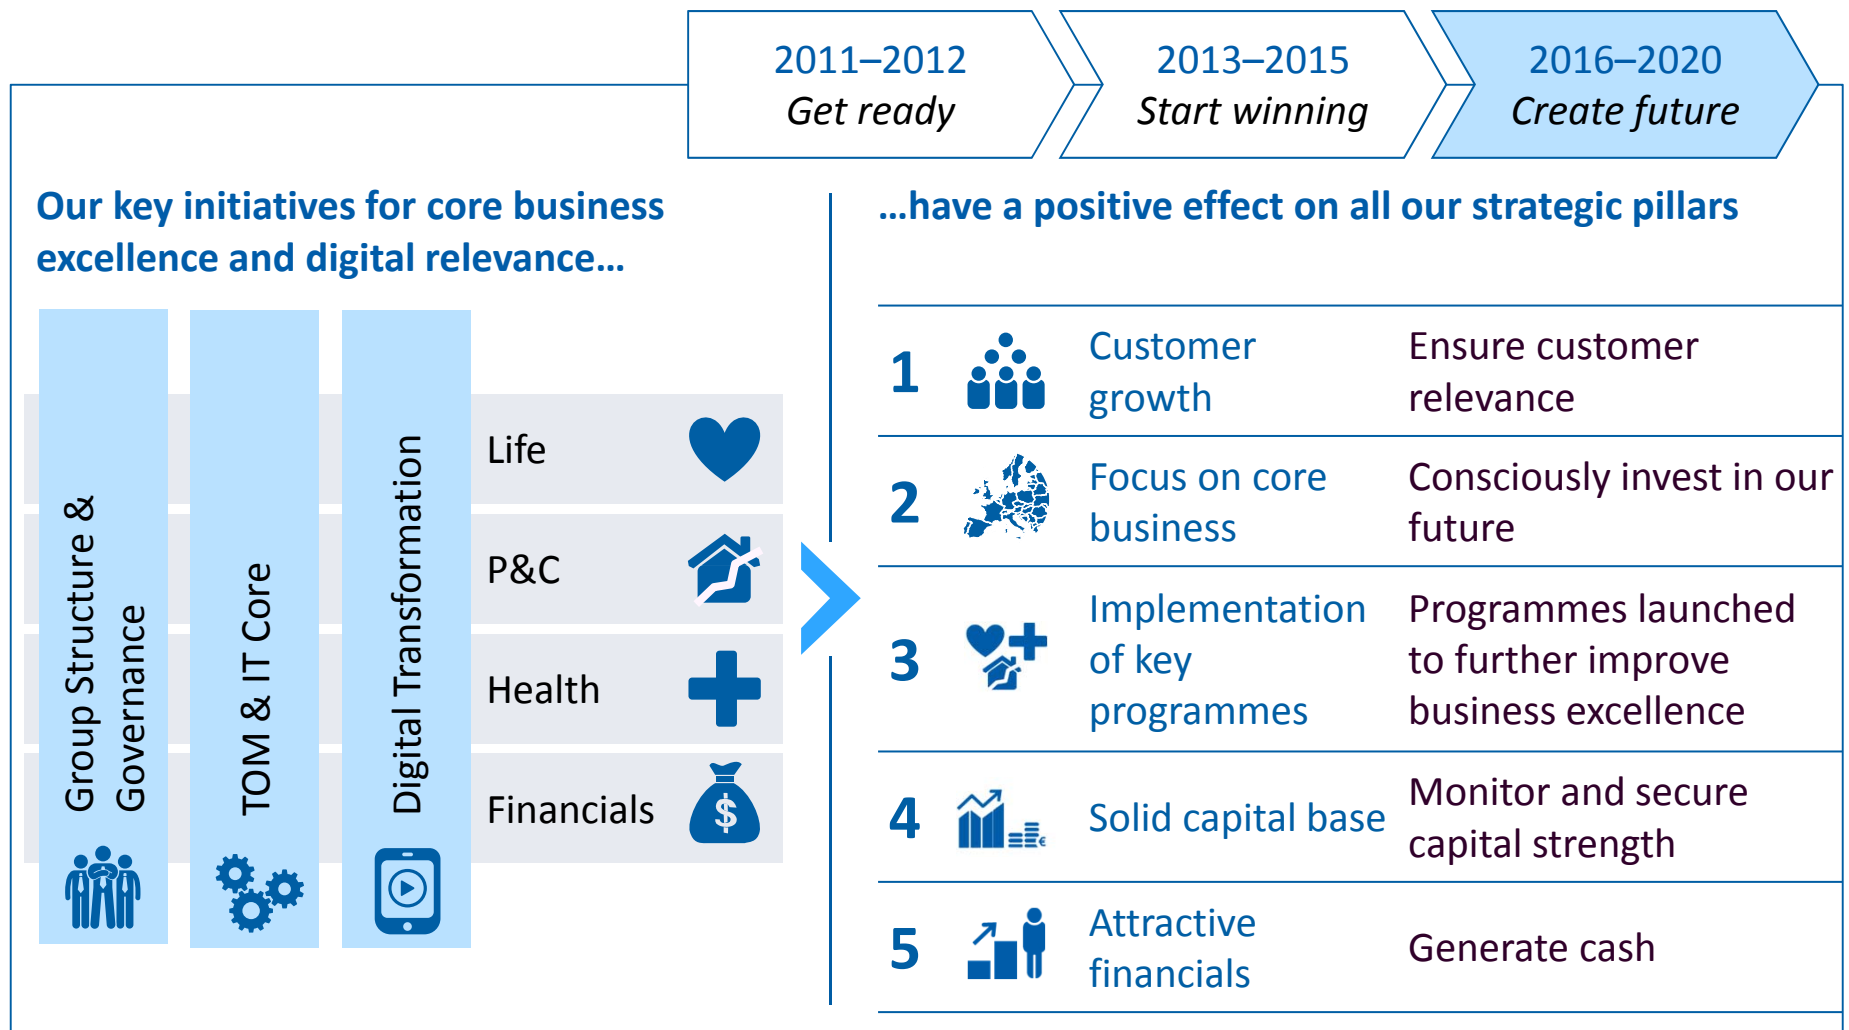 2011–2012
Get ready
2013–2015
Start winning
2016–2020
Create future
Our key initiatives for core business
excellence and digital relevance...
Group Structure &
Governance
TOM & IT Core
Digital Transformation
Life
P&C
Health
Financials
$
...have a positive effect on all our strategic pillars
1
Customer
growth
Ensure customer
relevance
2
Focus on core
business
Consciously invest in our
future
3
Implementation
of key
programmes
Programmes launched
to further improve
business excellence
4
€
Solid capital base
Monitor and secure
capital strength
5
Attractive
financials
Generate cash